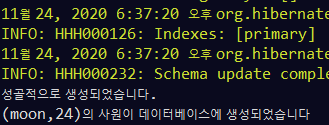 11월 24, 2020 6:37:20 오후 org.hibernate
INFO: HHH000126: Indexes: [primary]
11월 24, 2020 6:37:20 오후 org.hibernate
INFO: HHH000232: Schema update comple
성골적으로 생성되었습니다.
(moon,24)의 사원이 데이터베이스에 생성되었습니다